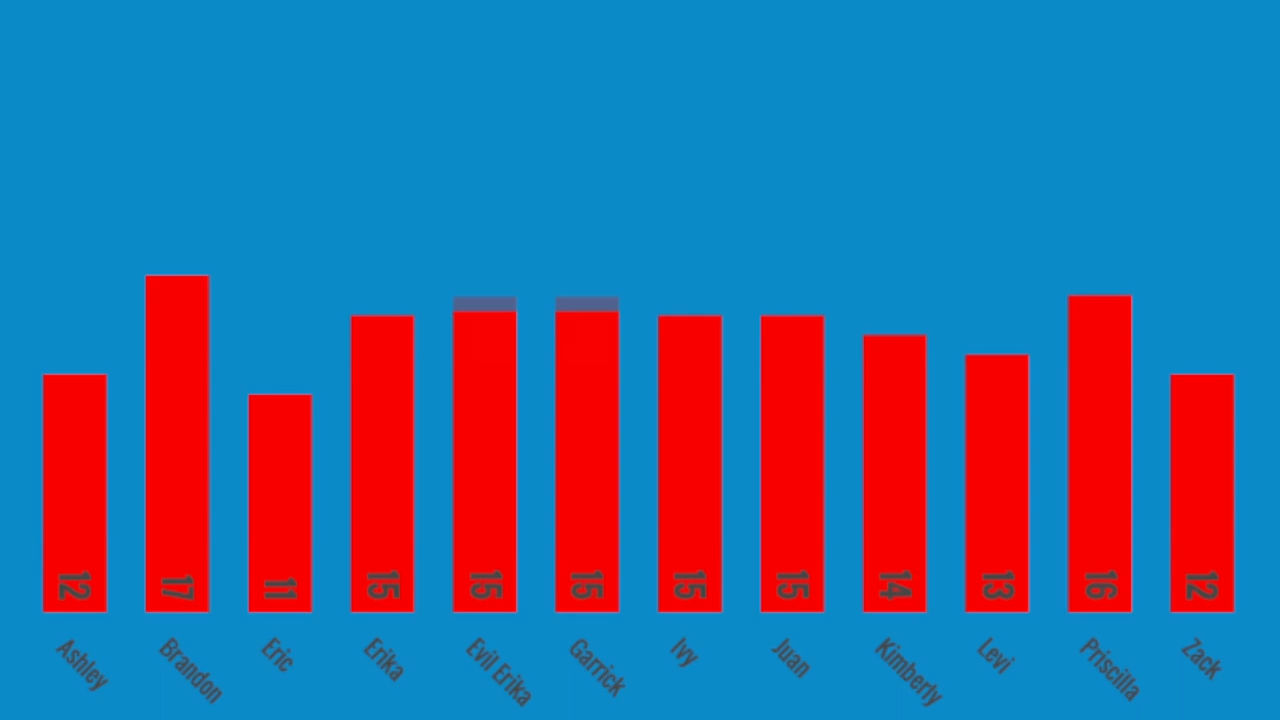 12
17
11
15
15
15
15
15
14
13
16
12
Ashley
Brandon
Eric
Erika
Evil Erika
Garrick
Ivy
Juan
Kimberly
Levi
Priscilla
Zack